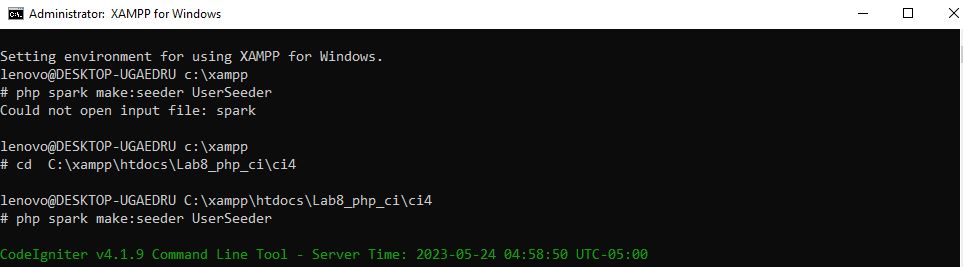 Administrator: XAMPP for Windows
Setting environment for using XAMPP for Windows.
lenovo@DESKTOP-UGAEDRU c:\xampp
# php spark make:seeder UserSeeder
Could not open input file: spark
lenovo@DESKTOP-UGAEDRU c:\xampp
# cd  C:\xampp\htdocs\Lab8_php_ci\ci4
lenovo@DESKTOP-UGAEDRU C:\xampp\htdocs\Lab8_php_ci\ci4
# php spark make:seeder UserSeeder
CodeIgniter v4.1.9 Command Line Tool - Server Time: 2023-05-24 04:58:50 UTC-05:00